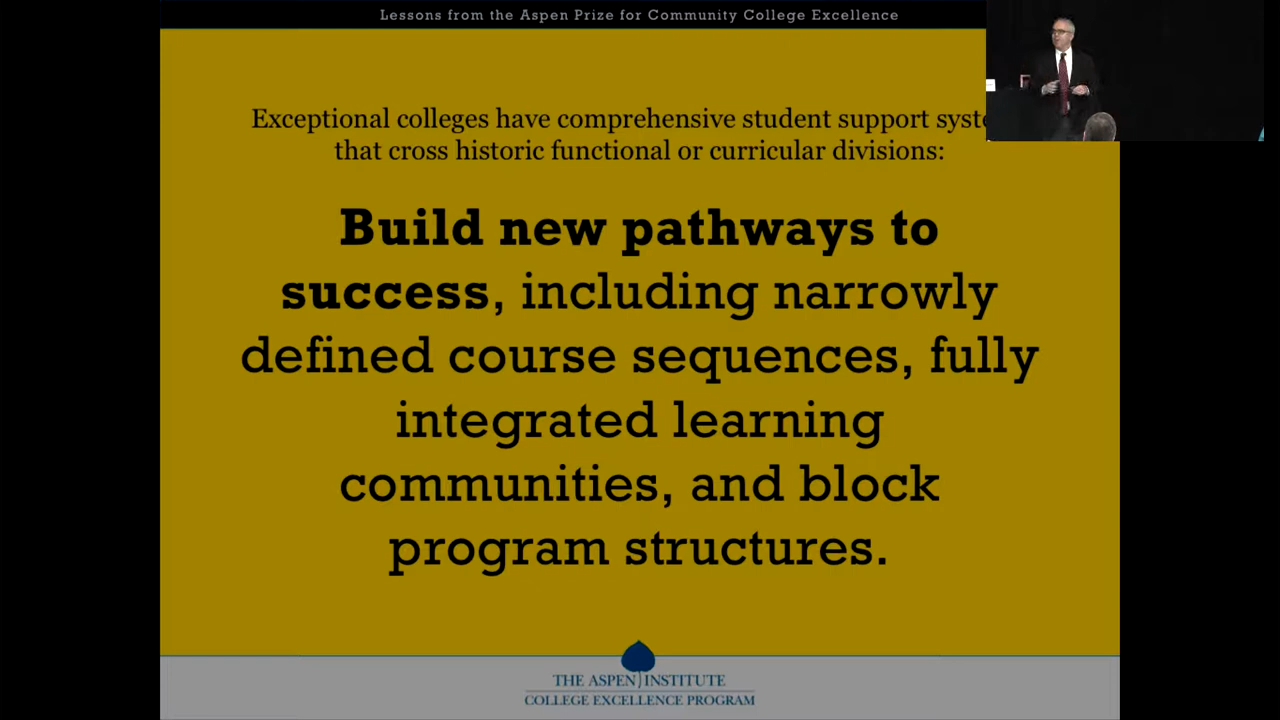 Lessons from the Aspen Prize for Community College Excellence
Exceptional colleges have comprehensive student support
that cross historic functional or curricular divisions:
Build new pathways to
success, including narrowly
defined course sequences, fully
integrated learning
communities, and block
program structures.
THE ASPEN INSTITUTE
COLLEGE EXCELLENCE PROGRAM